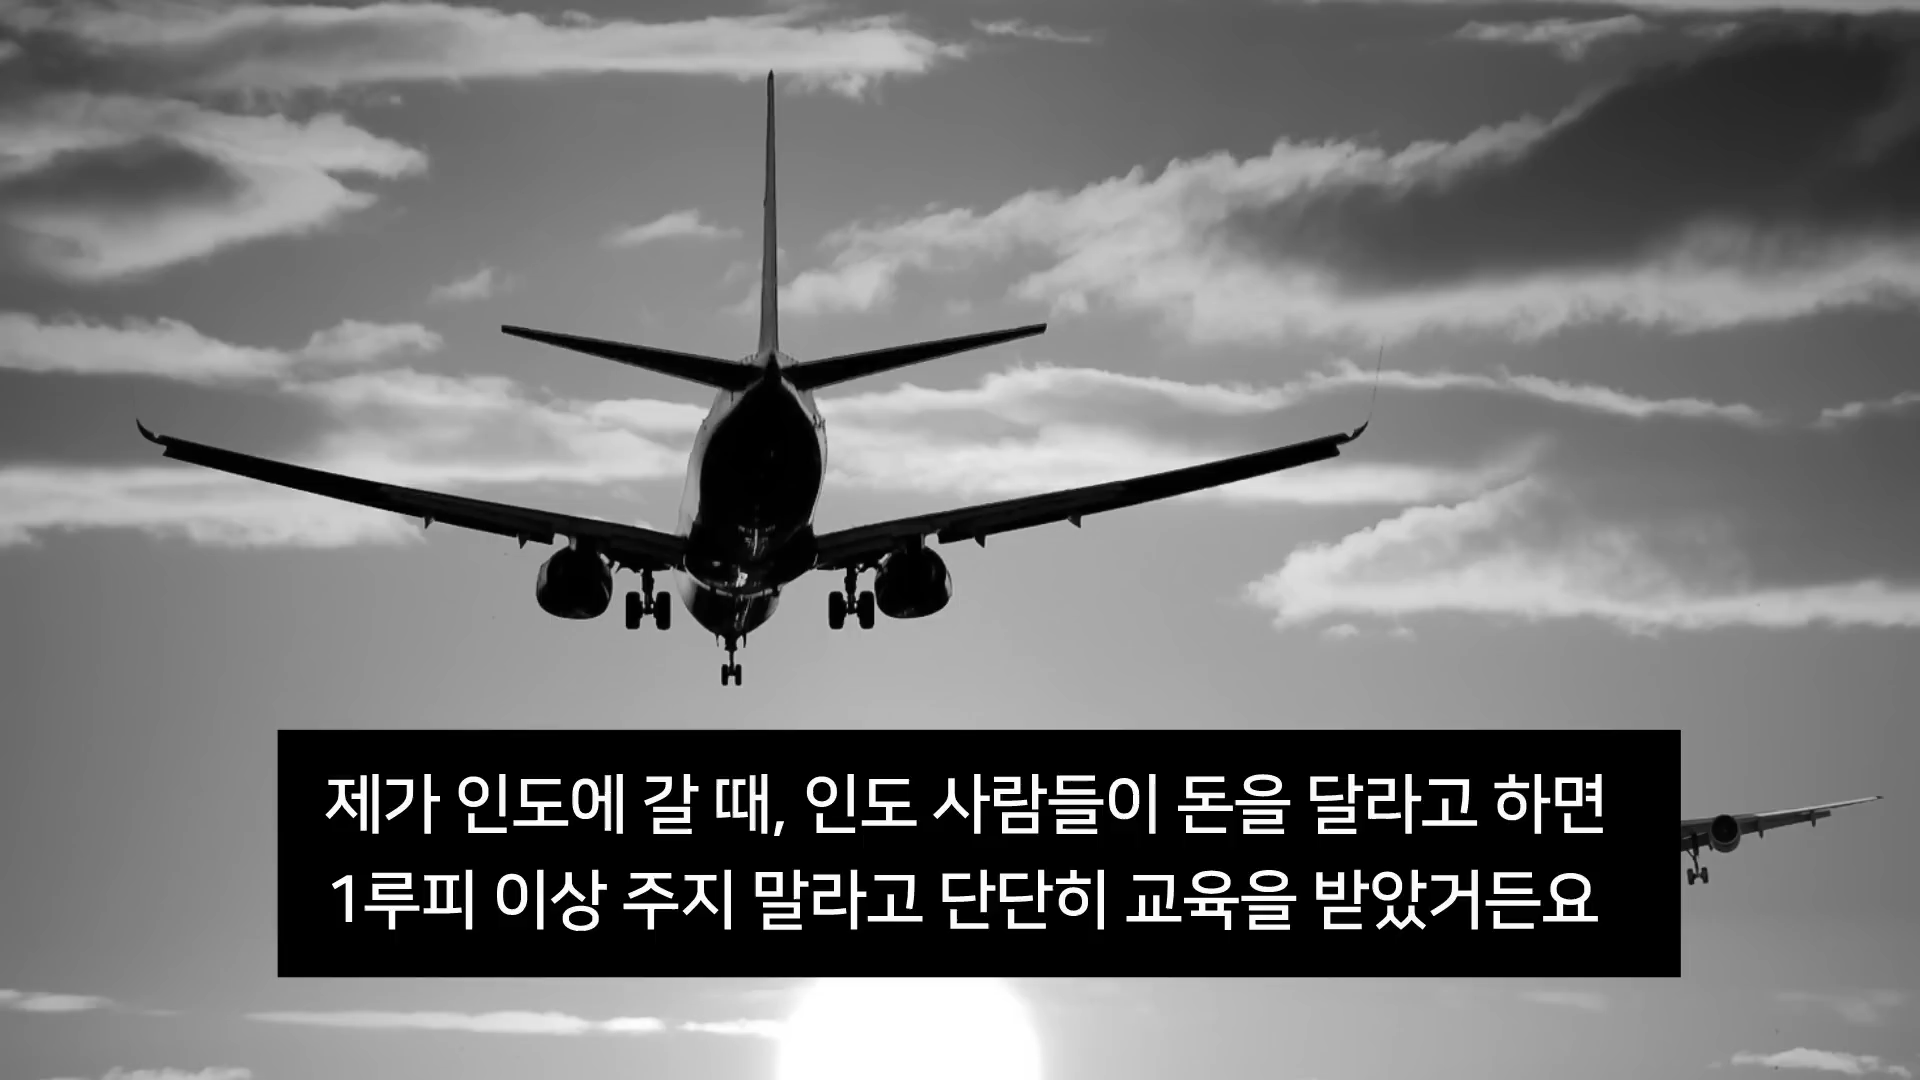 제가 인도에 갈 때, 인도 사람들이 돈을 달라고 하면
1루피 이상 주지 말라고 단단히 교육을 받았거든요